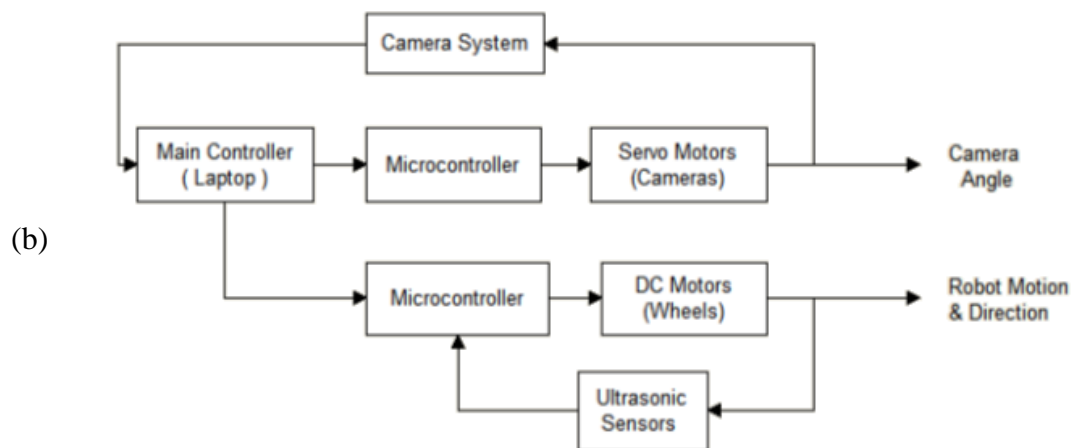 Camera System
Main Controller
( Laptop )
Microcontroller
Servo Motors
(Cameras)
Camera
Angle
(b)
Microcontroller
DC Motors
(Wheels)
Robot Motion
& Direction
Ultrasonic
Sensors